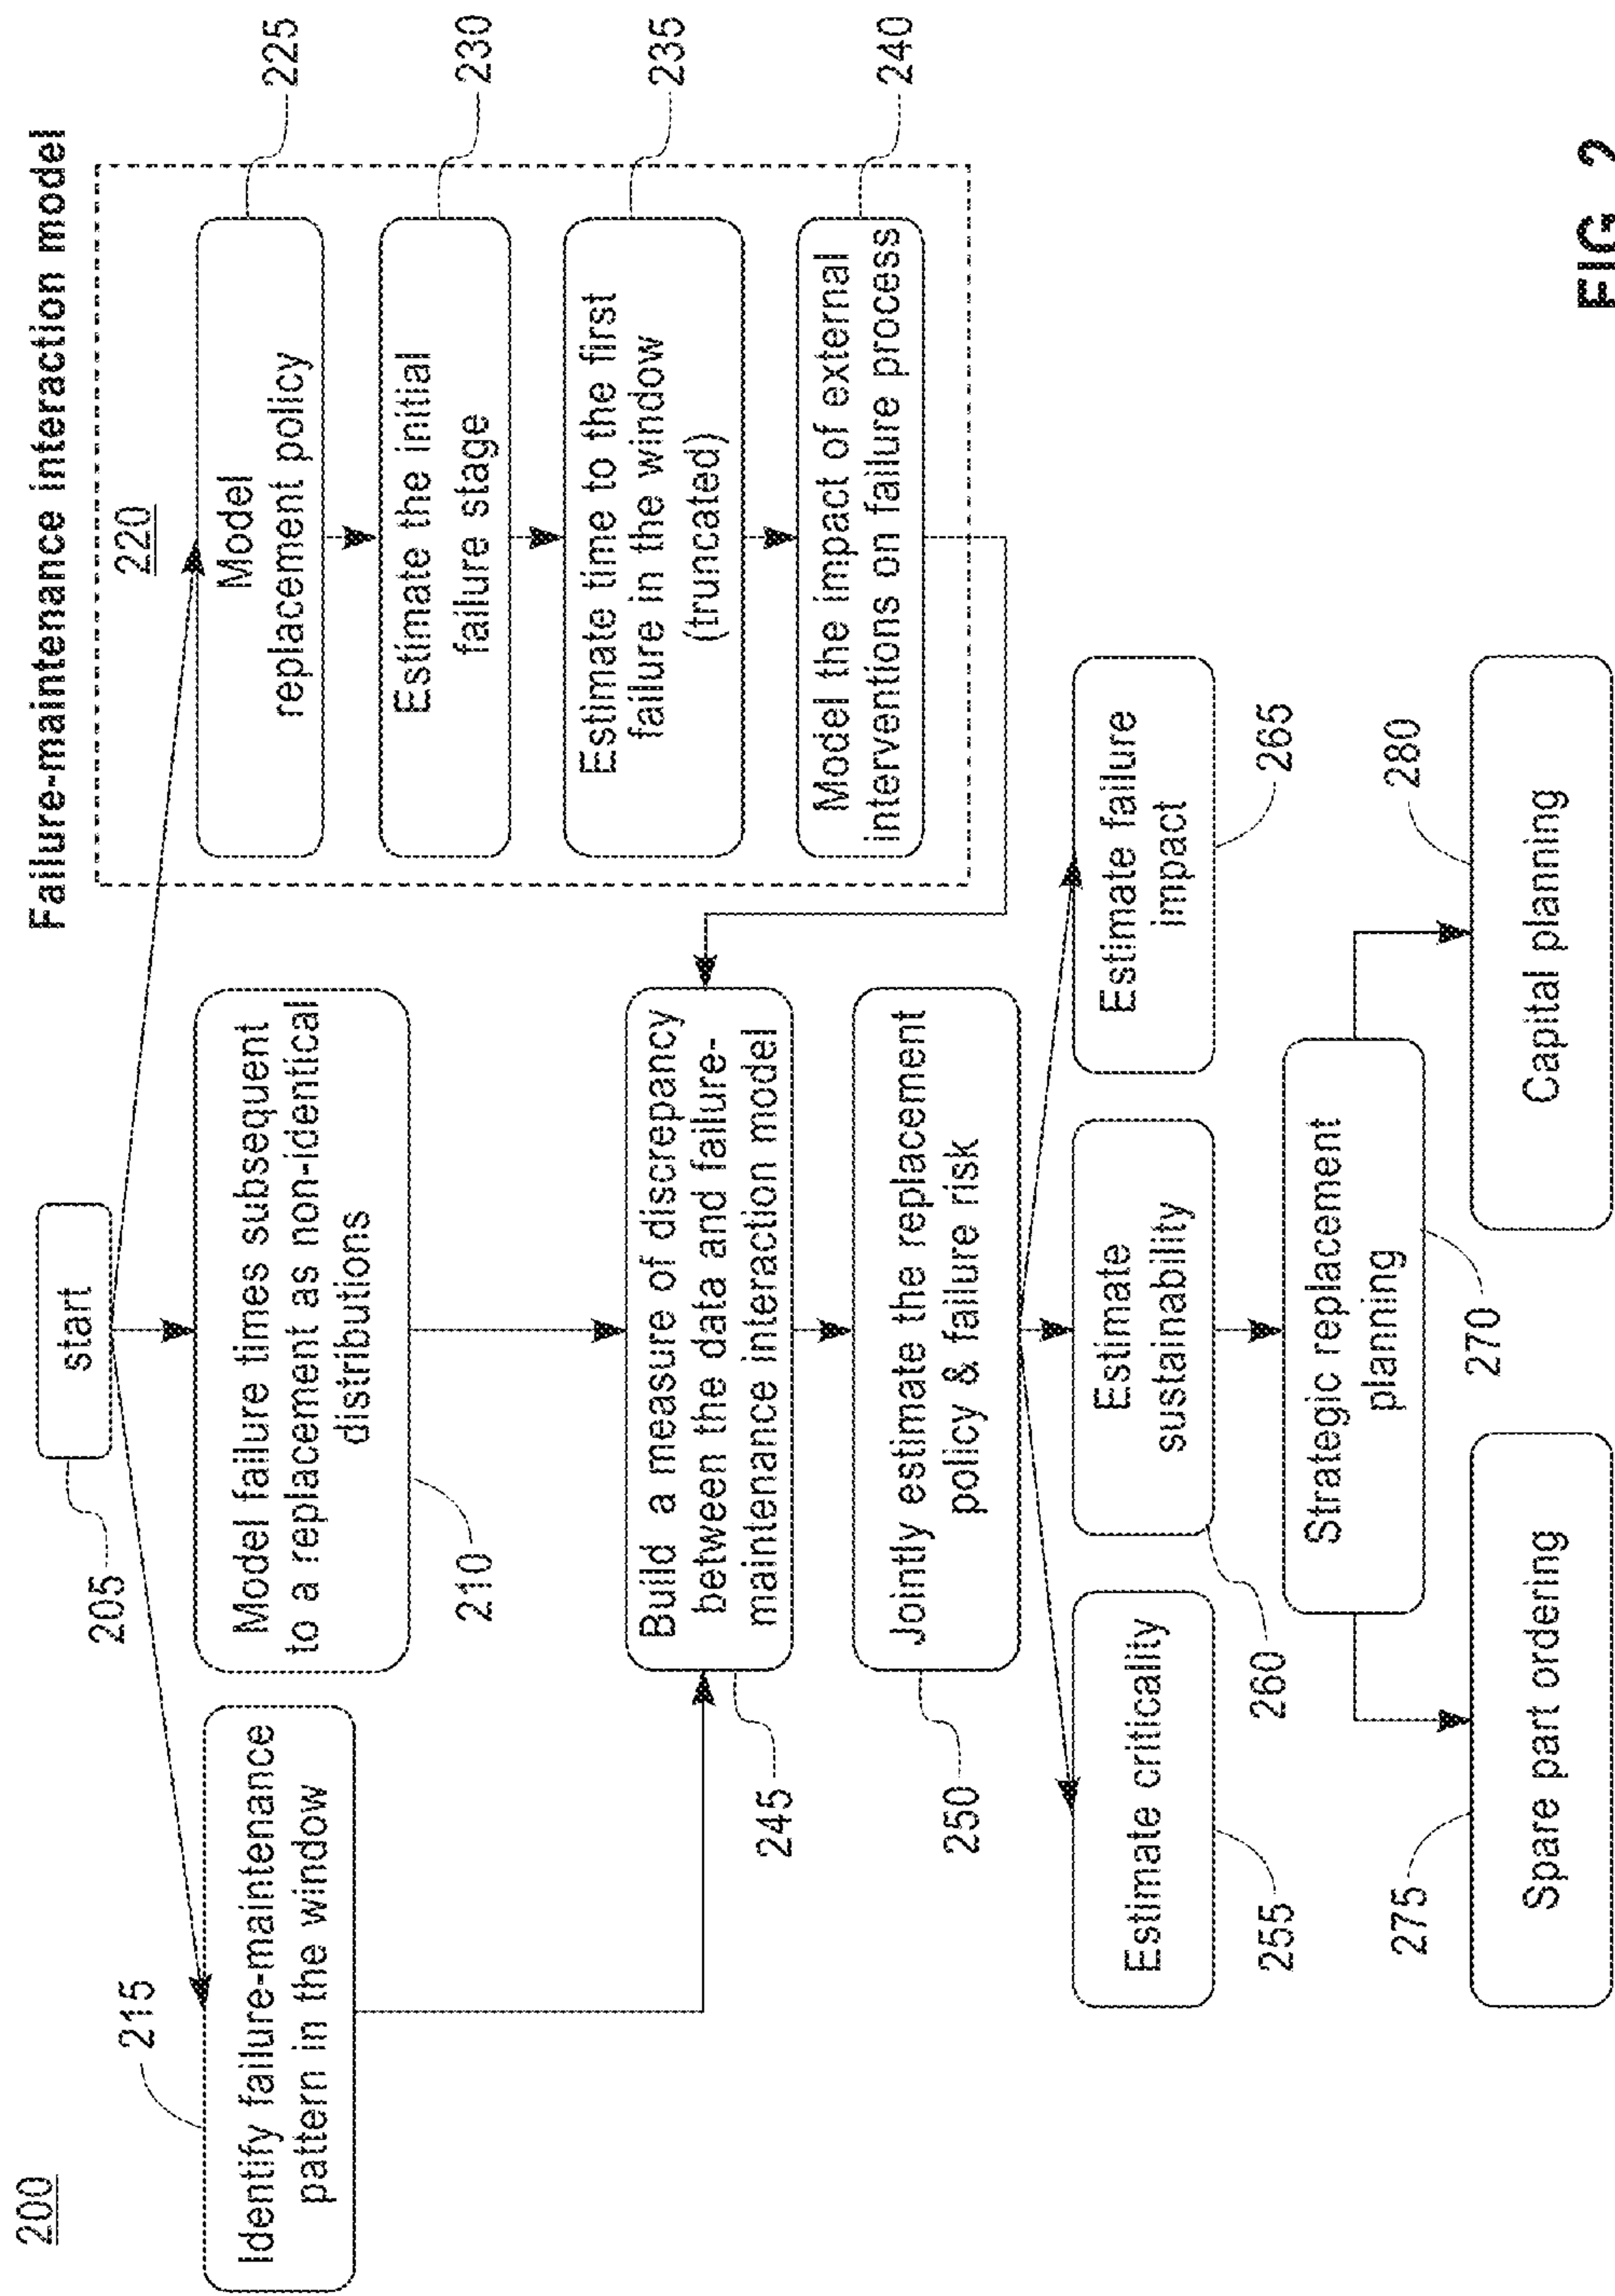 200
Failure-maintenance interaction model
start
205
215
Identify failure-maintenance
pattern in the window
Model failure times subsequent
to a replacement as non-identical
distributions
210
220
Model
replacement policy
225
Estimate the initial
failure stage
230
Estimate time to the first
failure in the window
(truncated)
235
Model the impact of external
interventions on failure process
240
Build a measure of discrepancy
between the data and failure-
maintenance interaction model
245
Jointly estimate the replacement
policy & failure risk
250
Estimate criticality
255
Estimate
sustainability
260
Estimate failure
impact
265
Strategic replacement
planning
270
275
Spare part ordering
280
Capital planning
FIG. 2